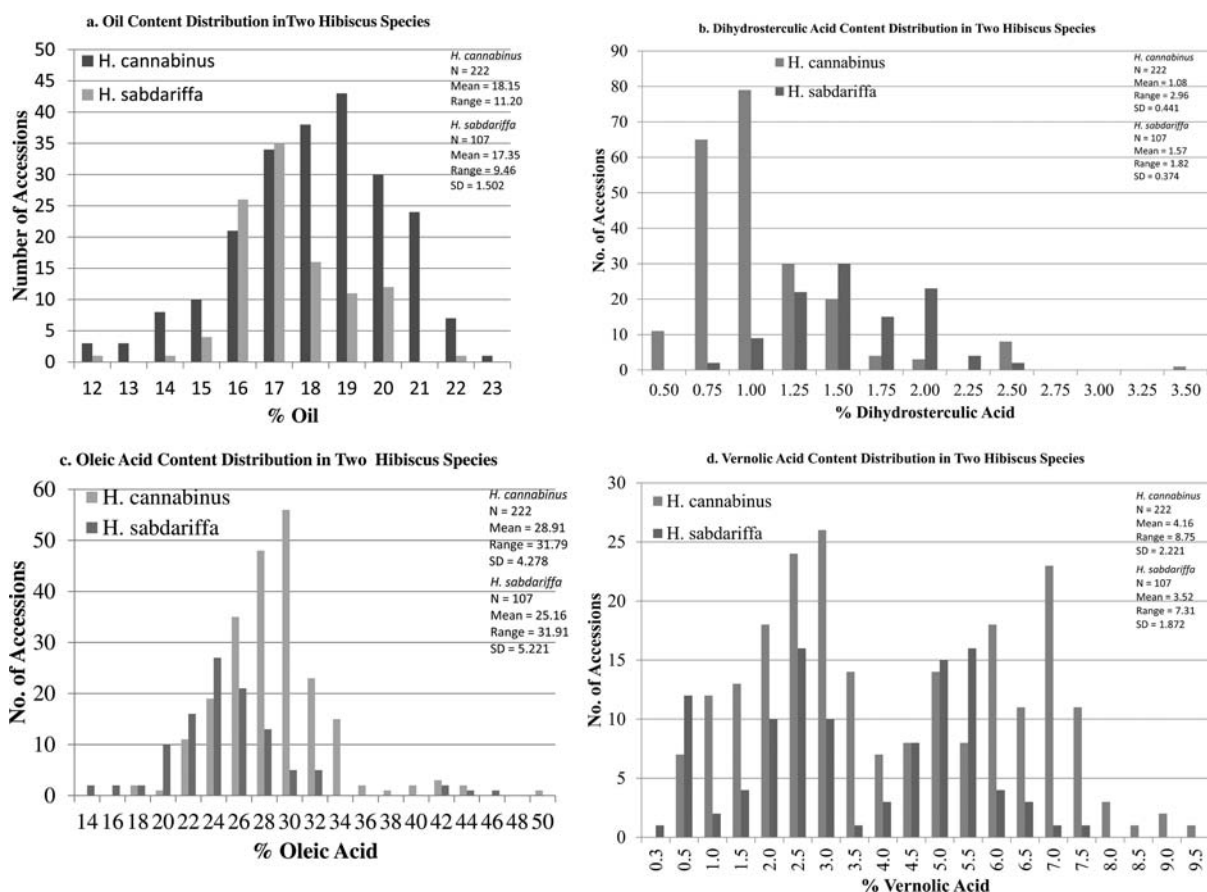 a. Oil Content Distribution inTwo Hibiscus Species
H. cannabinus
H. sabdariffa
H. cannabinus
N = 222
Mean = 18.15
Range = 11.20
H. sabdariffa
N = 107
Mean = 17.35
Range = 9.46
SD = 1.502
Number of Accessions
50
45
40
35
30
25
20
15
10
5
0
12 13 14 15 16 17 18 19 20 21 22 23
% Oil
b. Dihydrosterculic Acid Content Distribution in Two Hibiscus Species
H. cannabinus
H. sabdariffa
H. cannabinus
N = 222
Mean = 1.08
Range = 2.96
SD = 0.441
H. sabdariffa
N = 107
Mean = 1.57
Range = 1.82
SD = 0.374
No. of Accessions
90
80
70
60
50
40
30
20
10
0
0.50 0.75 1.00 1.25 1.50 1.75 2.00 2.25 2.50 2.75 3.00 3.25 3.50
% Dihydrosterculic Acid
c. Oleic Acid Content Distribution in Two Hibiscus Species
H. cannabinus
H. sabdariffa
H. cannabinus
N = 222
Mean = 28.91
Range = 31.79
SD = 4.278
H. sabdariffa
N = 107
Mean = 25.16
Range = 31.91
SD = 5.221
No. of Accessions
60
50
40
30
20
10
0
14 16 18 20 22 24 26 28 30 32 34 36 38 40 42 44 46 48 50
% Oleic Acid
d. Vernolic Acid Content Distribution in Two Hibiscus Species
H. cannabinus
H. sabdariffa
H. cannabinus
N = 222
Mean = 4.16
Range = 8.75
SD = 2.221
H. sabdariffa
N = 107
Mean = 3.52
Range = 7.31
SD = 1.872
No. of Accessions
30
25
20
15
10
5
0
0.3 0.5 1.0 1.5 2.0 2.5 3.0 3.5 4.0 4.5 5.0 5.5 6.0 6.5 7.0 7.5 8.0 8.5 9.0 9.5
% Vernolic Acid